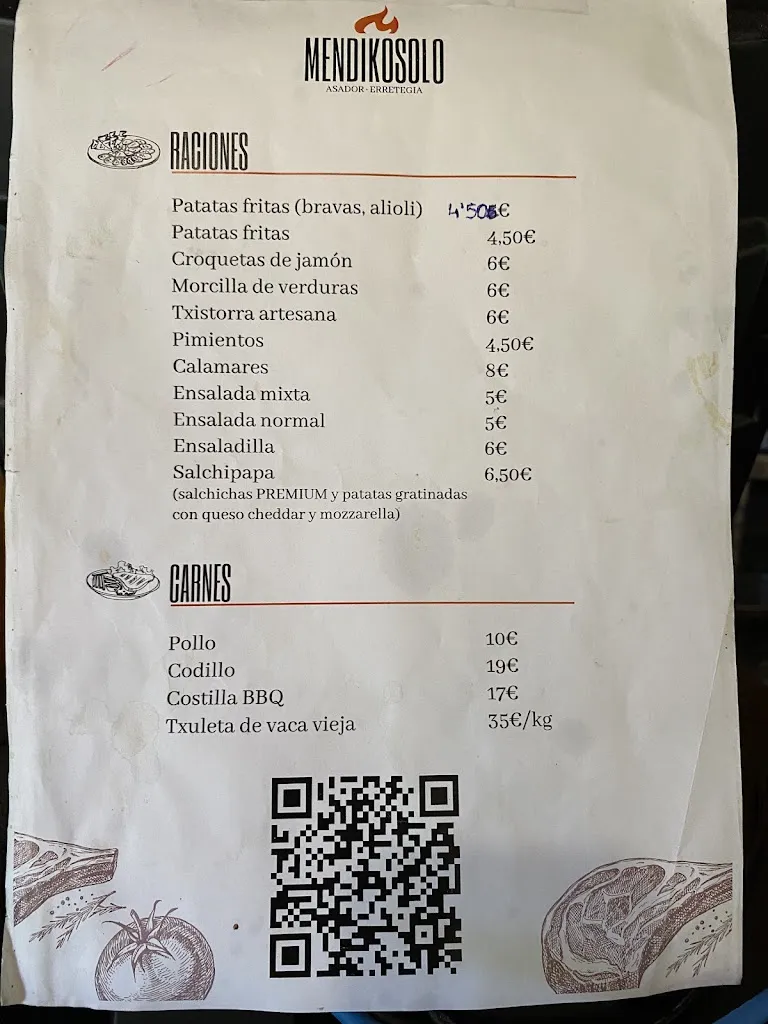 MENDIKOSOLO
ASADOR-ERRETEGIA
RACIONES
Patatas fritas (bravas, alioli) 4'50€
Patatas fritas 4,50€
Croquetas de jamón 6€
Morcilla de verduras 6€
Txistorra artesana 6€
Pimientos 4,50€
Calamares 8€
Ensalada mixta 5€
Ensalada normal 5€
Ensaladilla 6€
Salchipapa 6,50€
(salchichas PREMIUM y patatas gratinadas
con queso cheddar y mozzarella)
CARNES
Pollo 10€
Codillo 19€
Costilla BBQ 17€
Txuleta de vaca vieja 35€/kg